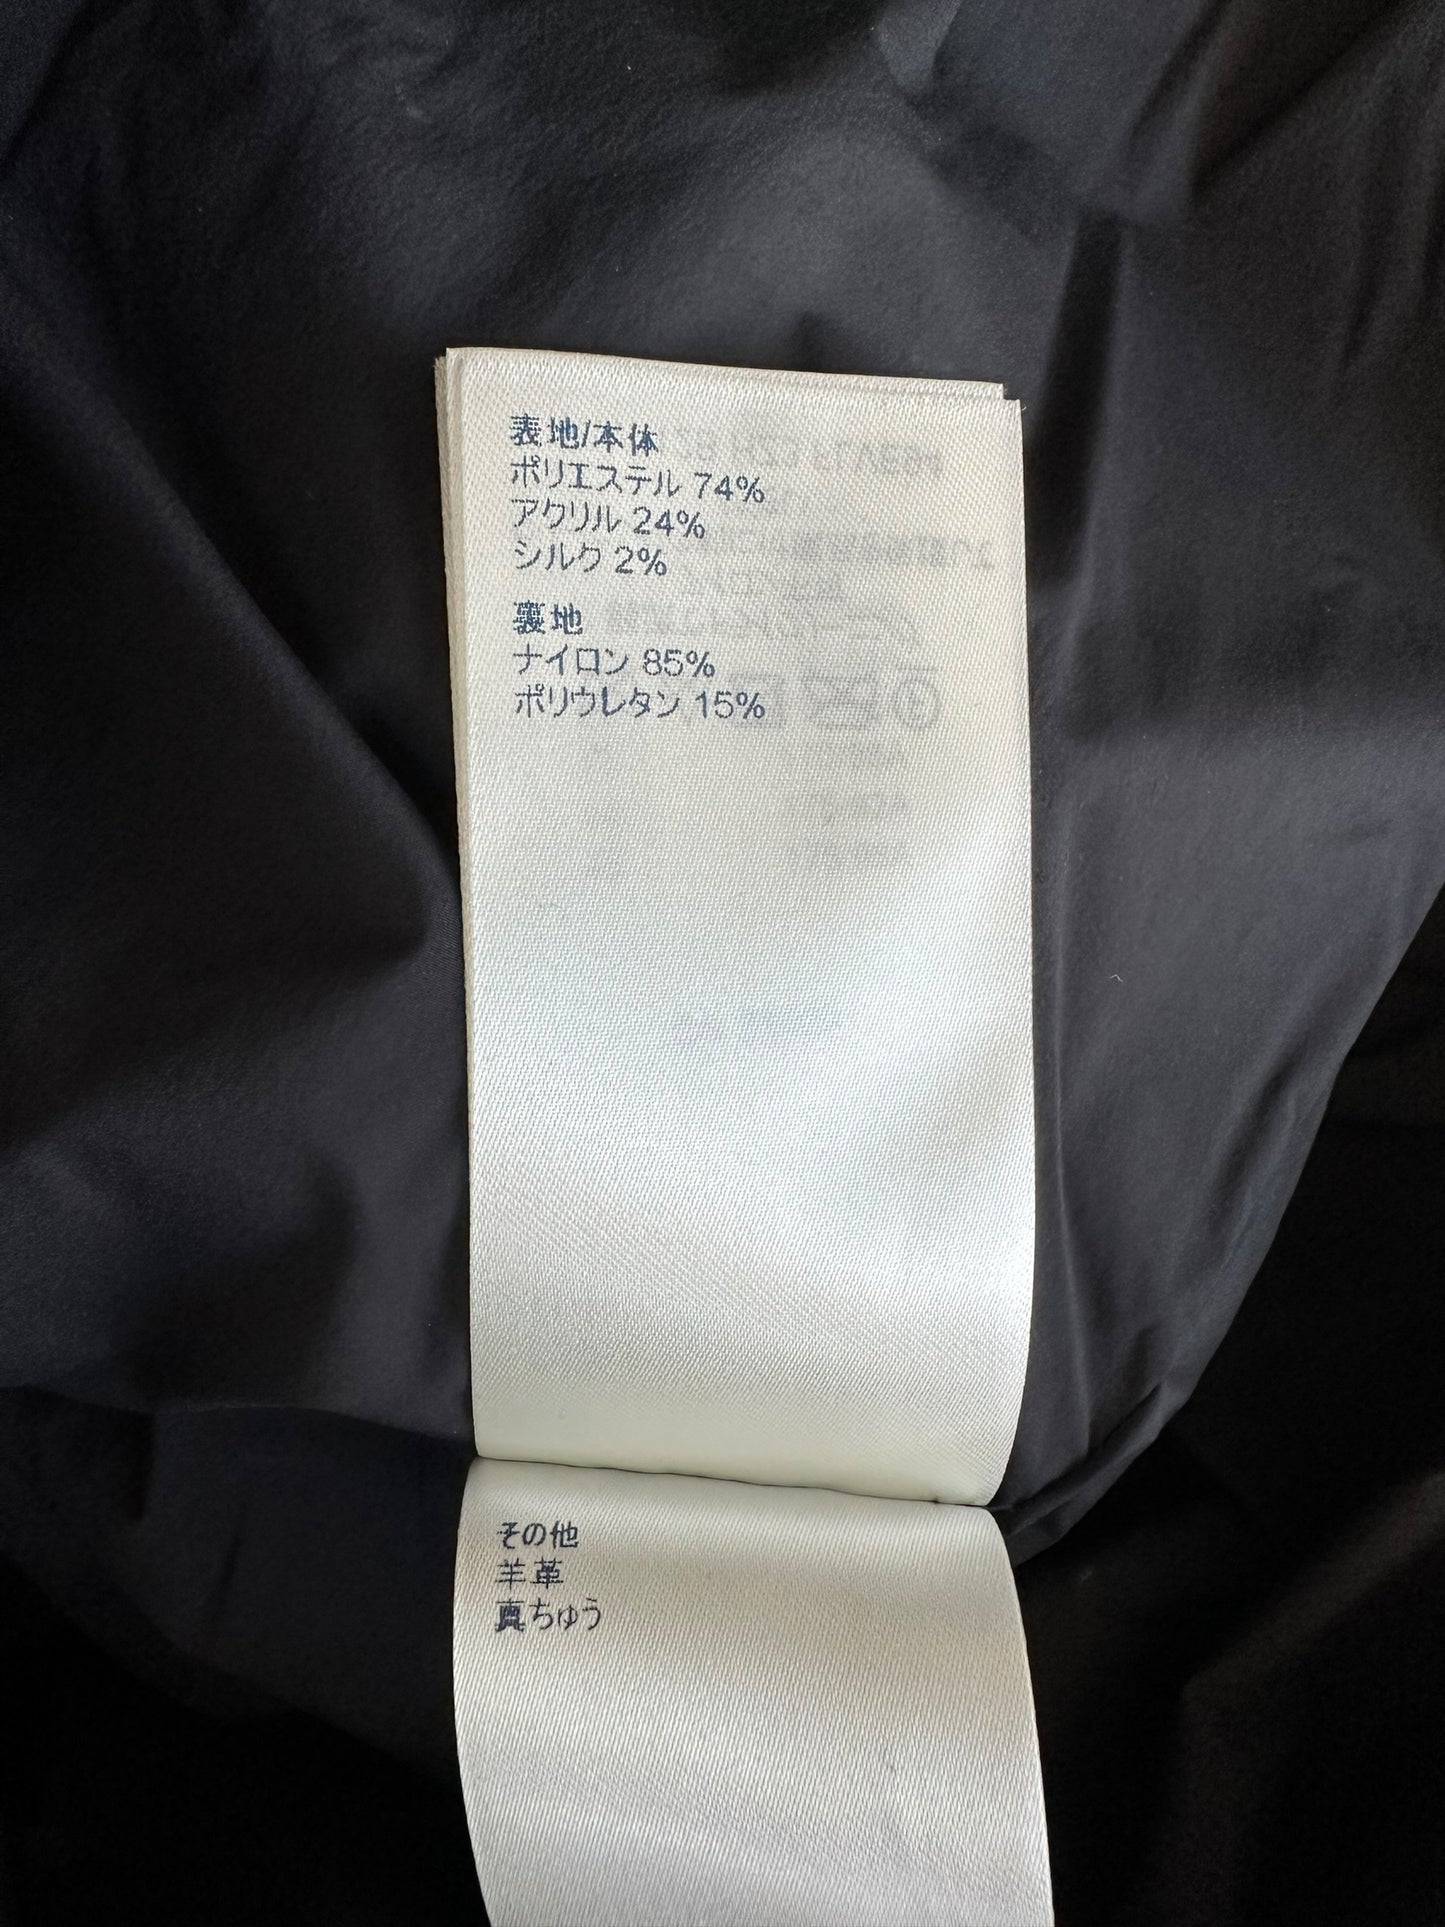 表地/本体
ポリエステル 74%
アクリル 24%
シルク 2%
裏地
ナイロン 85%
ポリウレタン 15%
その他
羊革
真ちゅう